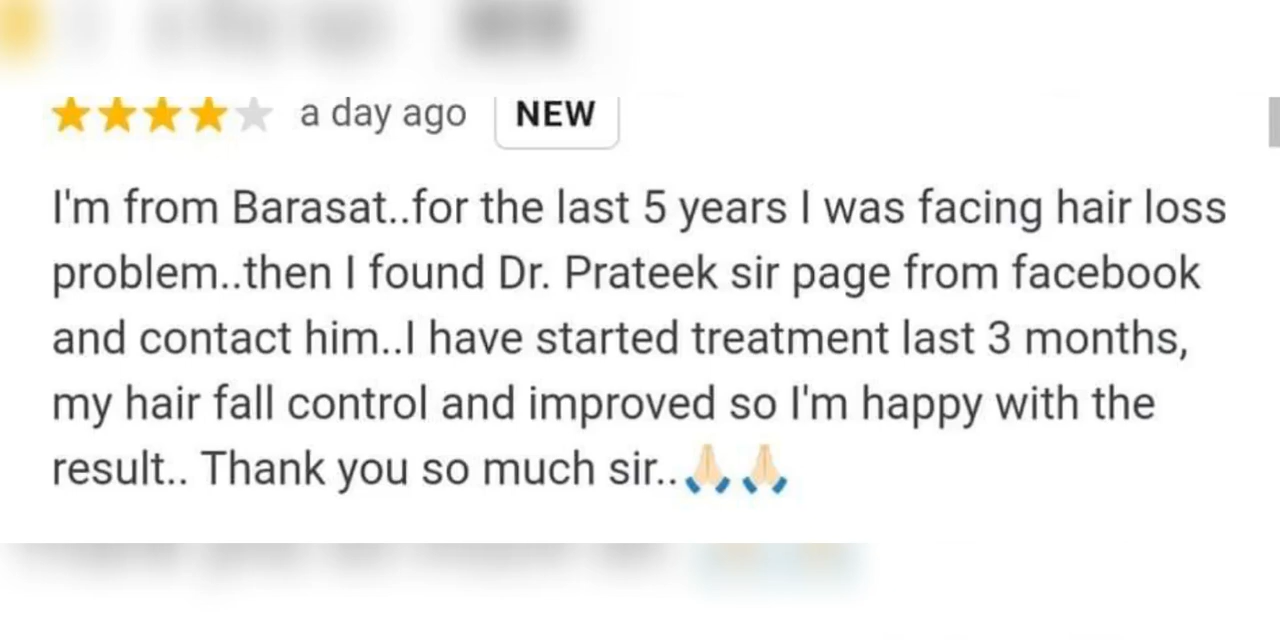 a day ago NEW
I'm from Barasat..for the last 5 years I was facing hair loss
problem..then I found Dr. Prateek sir page from facebook
and contact him..I have started treatment last 3 months,
my hair fall control and improved so I'm happy with the
result.. Thank you so much sir..🙏🏻🙏🏻